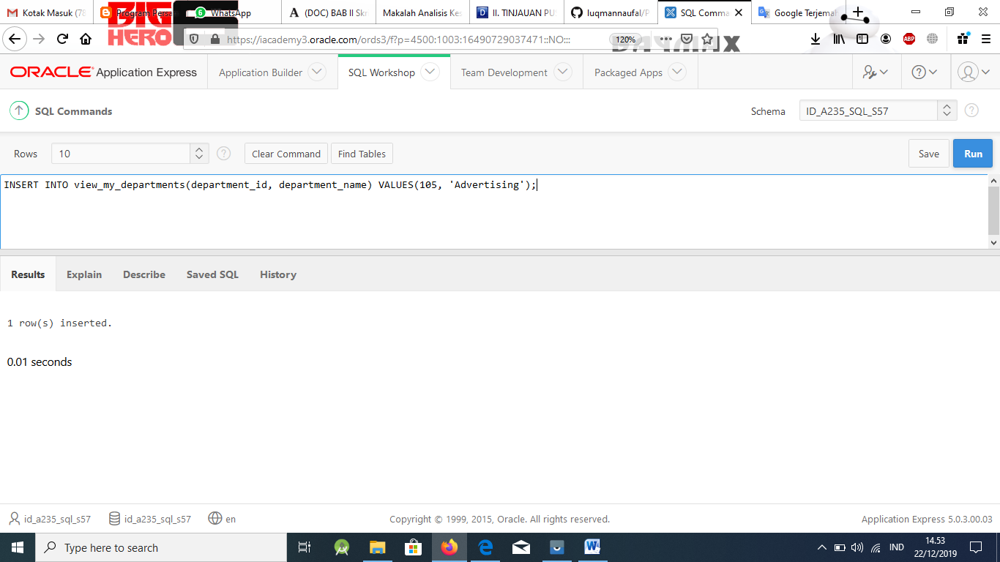 Kotak Masuk (78
Program Persa
WhatsApp
6
(DOC) BAB II Skr
Makalah Analisis Kes
II. TINJAUAN PU
luqmannaufal/P
SQL Comma
Google Terjemah
BIG
HERO
https://iacademy3.oracle.com/ords3/f?p=4500:1003:16490729037471::NO:::
120%
ABP
ORACLE® Application Express
Application Builder
SQL Workshop
Team Development
Packaged Apps
SQL Commands
Schema
ID_A235_SQL_S57
Rows
10
Clear Command
Find Tables
Save
Run
INSERT INTO view_my_departments(department_id, department_name) VALUES(105, 'Advertising');
Results
Explain
Describe
Saved SQL
History
1 row(s) inserted.
0.01 seconds
id_a235_sql_s57
id_a235_sql_s57
en
Copyright © 1999, 2015, Oracle. All rights reserved.
Application Express 5.0.3.00.03
Type here to search
IND
14.53
22/12/2019